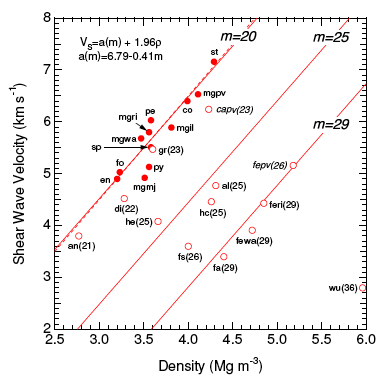 8
7
6
5
4
3
2
Shear Wave Velocity (km s⁻¹)
Vₛ=a(m) + 1.96ρ
a(m)=6.79-0.41m
m=20
m=25
m=29
st
mgpv
co
capv(23)
pe
mgri
mgil
mgwa
sp
gr(23)
fo
py
en
mgmj
fepv(26)
al(25)
di(22)
hc(25)
feri(29)
he(25)
an(21)
fewa(29)
fs(26)
fa(29)
wu(36)
2.5 3.0 3.5 4.0 4.5 5.0 5.5 6.0
Density (Mg m⁻³)